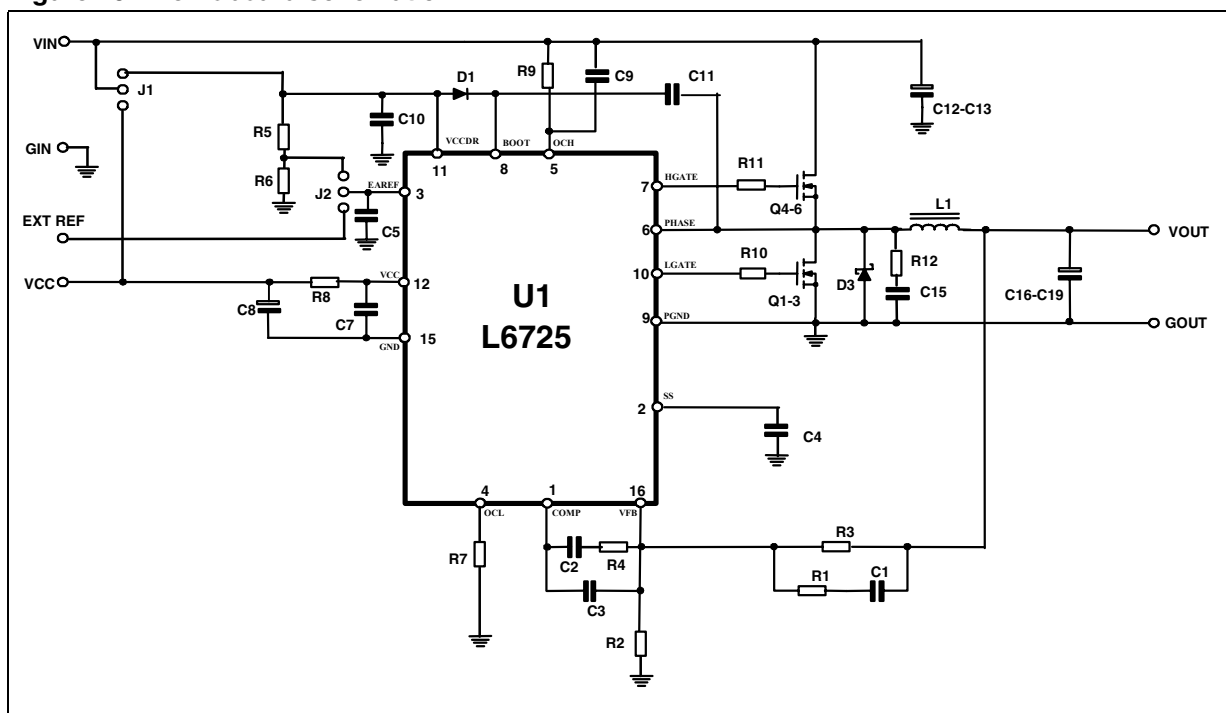 VIN
J1
R9
C9
D1
C11
C12-C13
C10
R5
VCCDR
BOOT
OCH
11
8
5
GIN
R6
J2
EAREF
3
C5
EXT REF
7
HGATE
R11
Q4-6
L1
6
PHASE
VOUT
10
LGATE
R10
Q1-3
D3
R12
C15
C16-C19
VCC
R8
VCC
12
C8
C7
U1
L6725
15
GND
9
PGND
GOUT
2
SS
C4
4
OCL
1
COMP
16
VFB
R7
C2
R4
C3
R3
R1
C1
R2